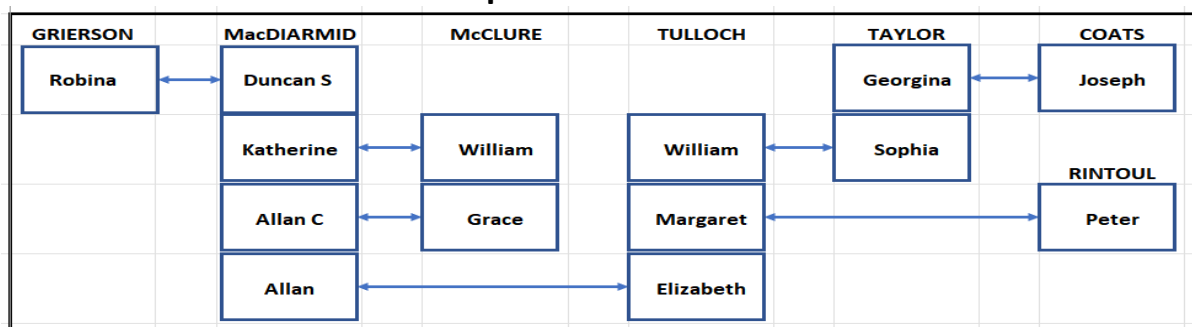 GRIERSON MacDIARMID McCLURE TULLOCH TAYLOR COATS
Robina Duncan S Georgina Joseph
Katherine William William Sophia
RINTOUL
Allan C Grace Margaret Peter
Allan Elizabeth